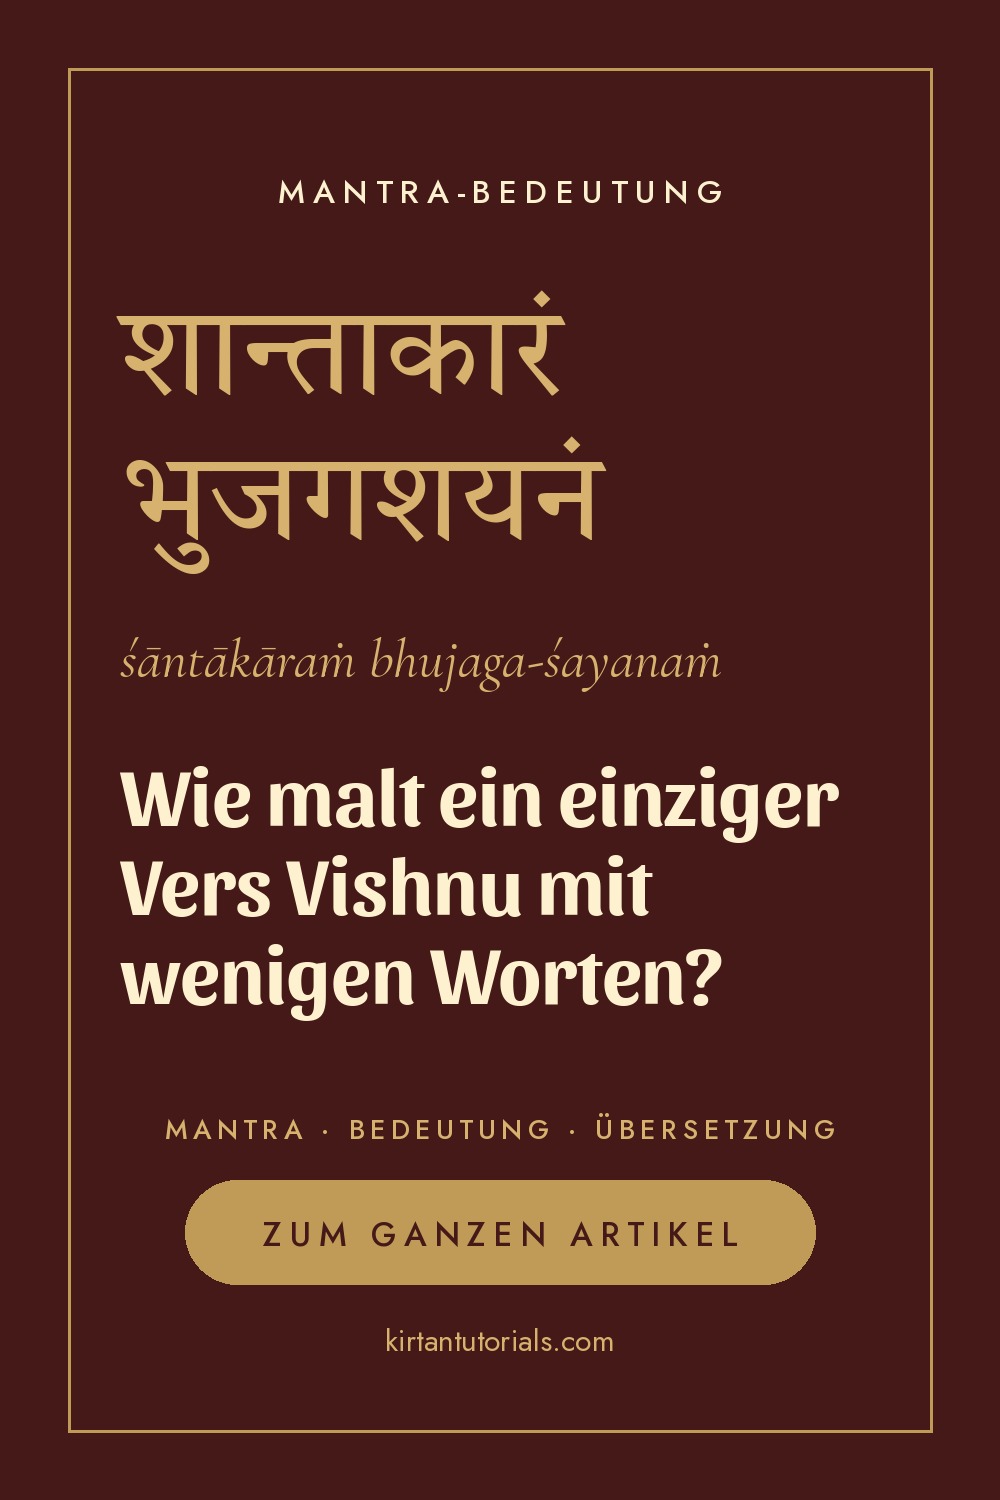 MANTRA-BEDEUTUNG
शान्ताकारं
भुजगशयनं
śāntākāraṁ bhujaga-śayanaṁ
Wie malt ein einziger
Vers Vishnu mit
wenigen Worten?
MANTRA · BEDEUTUNG · ÜBERSETZUNG
ZUM GANZEN ARTIKEL
kirtantutorials.com